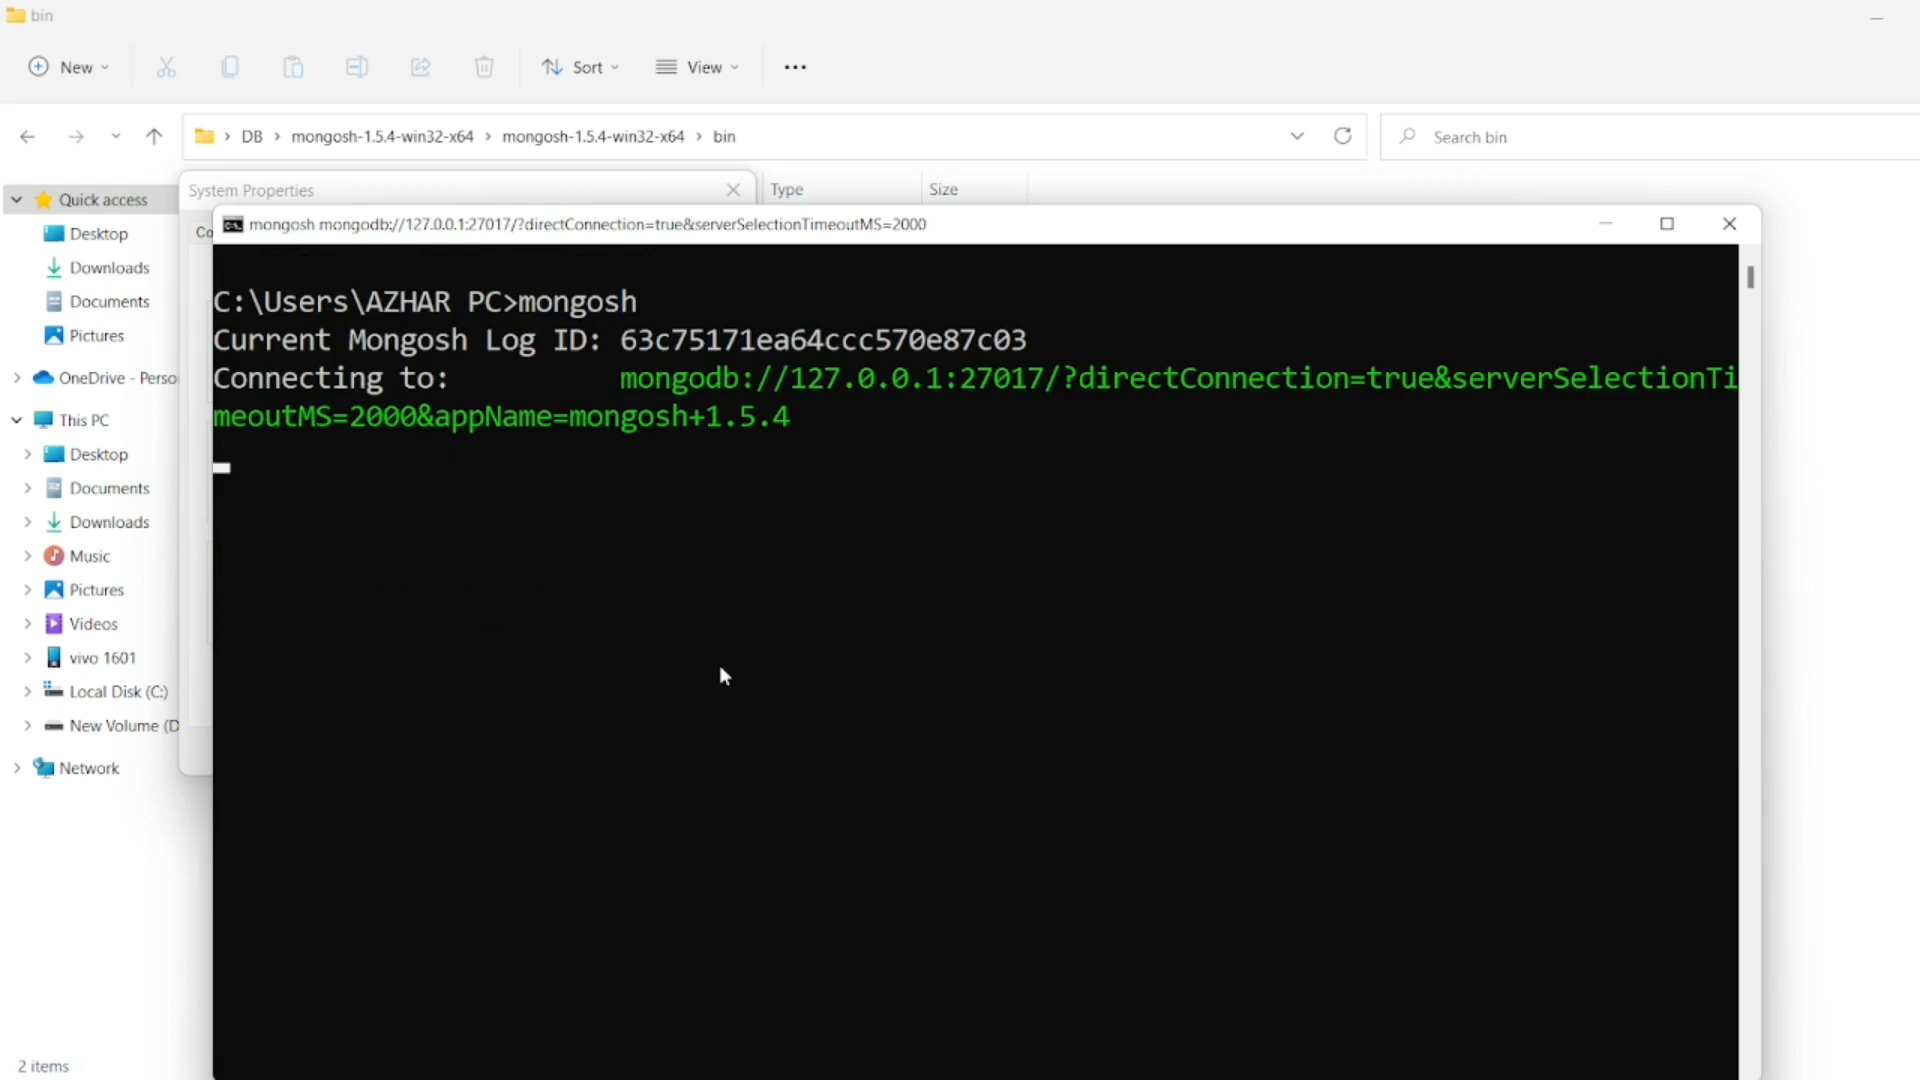 bin
New
Sort
View
DB > mongosh-1.5.4-win32-x64 > mongosh-1.5.4-win32-x64 > bin
Search bin
Quick access
System Properties
Type
Size
Co
mongosh mongodb://127.0.0.1:27017/?directConnection=true&serverSelectionTimeoutMS=2000
Desktop
Downloads
Documents
Pictures
OneDrive - Perso
This PC
Desktop
Documents
Downloads
Music
Pictures
Videos
vivo 1601
Local Disk (C:)
New Volume (D
Network
C:\Users\AZHAR PC>mongosh
Current Mongosh Log ID: 63c75171ea64ccc570e87c03
Connecting to: mongodb://127.0.0.1:27017/?directConnection=true&serverSelectionTi
meoutMS=2000&appName=mongosh+1.5.4
2 items